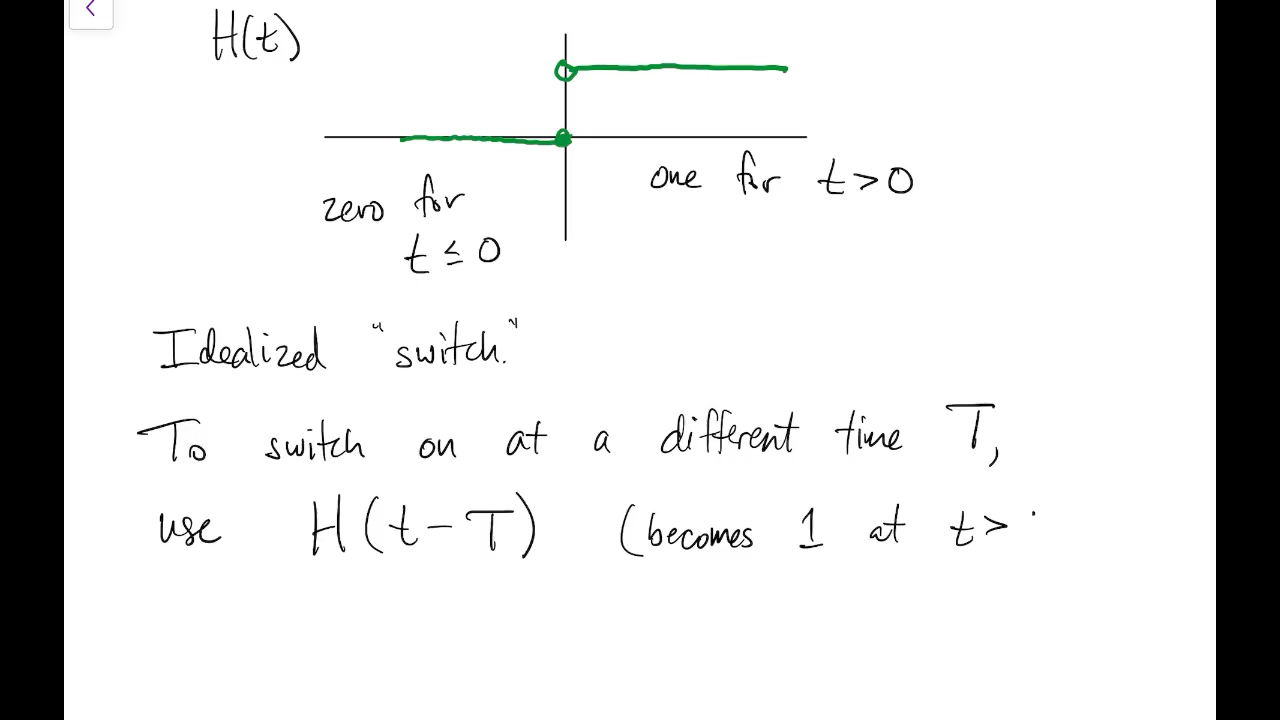 H(t)
one for t > 0
zero for
t ≤ 0
Idealized "switch."
To switch on at a different time T,
use H(t-T) (becomes 1 at t>